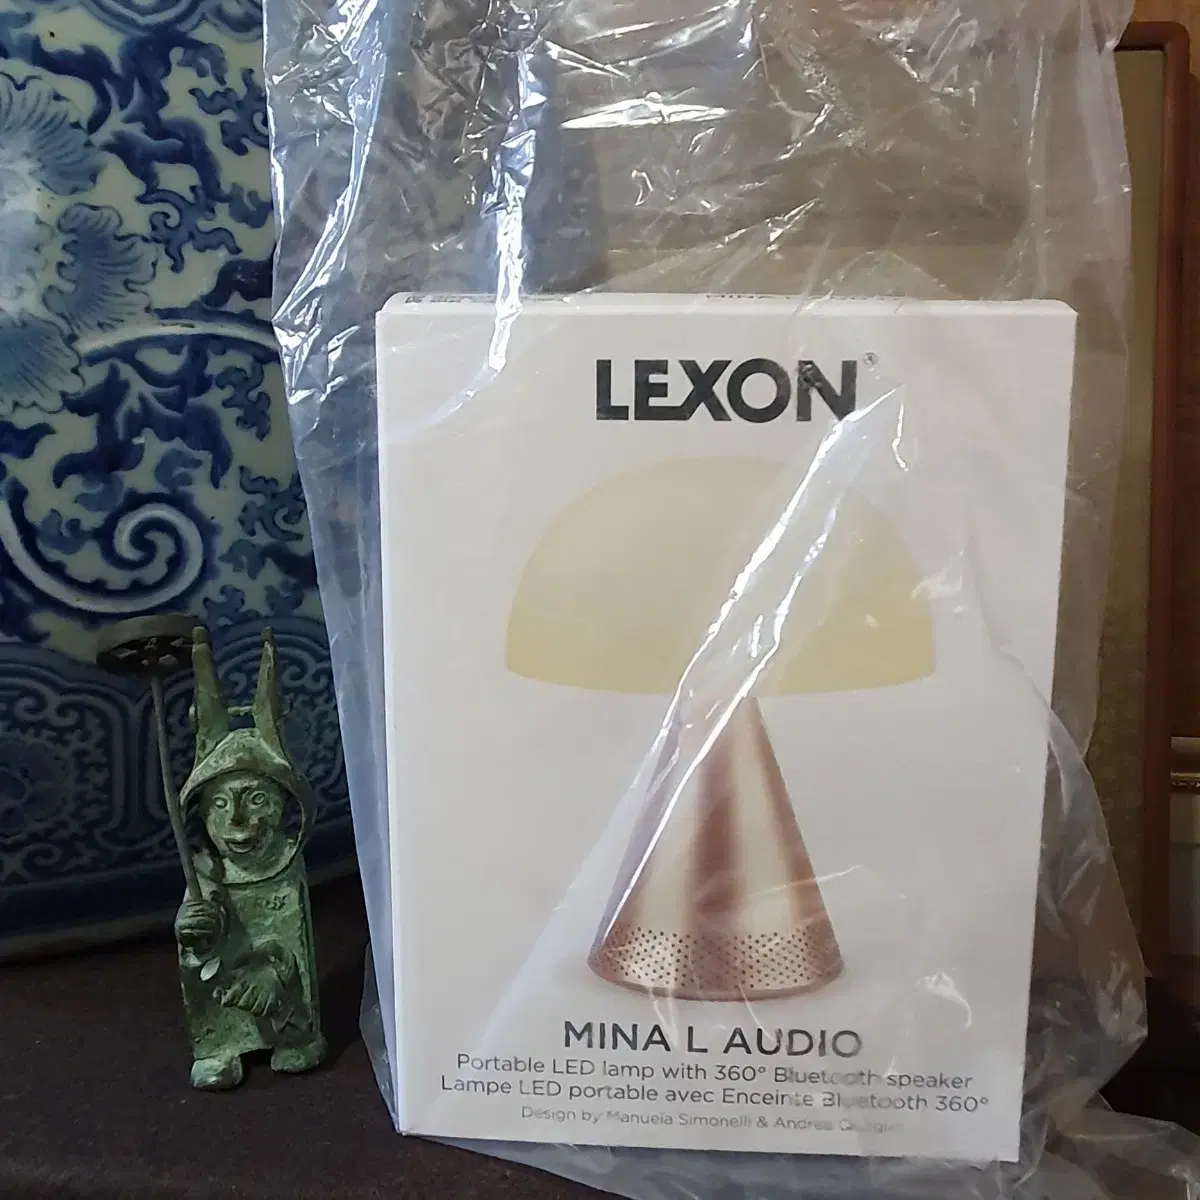 LEXON®
MINA L AUDIO
Portable LED lamp with 360° Bluetooth speaker
Lampe LED portable avec Enceinte Bluetooth 360°
Design by Manuela Simonelli & Andrea